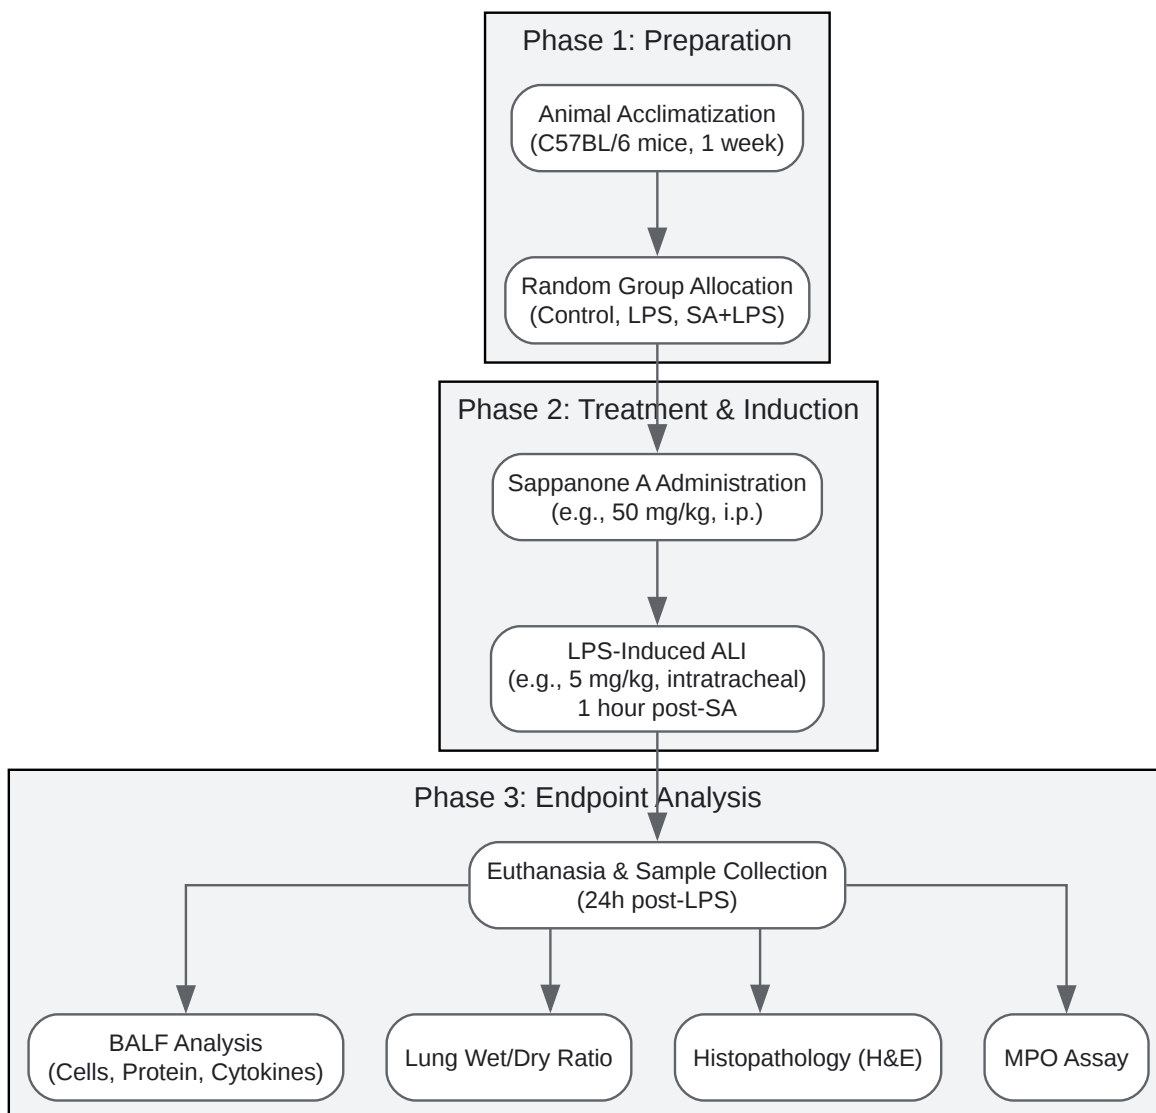 Phase 1: Preparation
Animal Acclimatization
(C57BL/6 mice, 1 week)
Random Group Allocation
(Control, LPS, SA+LPS)
Phase 2: Treatment & Induction
Sappanone A Administration
(e.g., 50 mg/kg, i.p.)
LPS-Induced ALI
(e.g., 5 mg/kg, intratracheal)
1 hour post-SA
Phase 3: Endpoint Analysis
Euthanasia & Sample Collection
(24h post-LPS)
BALF Analysis
(Cells, Protein, Cytokines)
Lung Wet/Dry Ratio
Histopathology (H&E)
MPO Assay